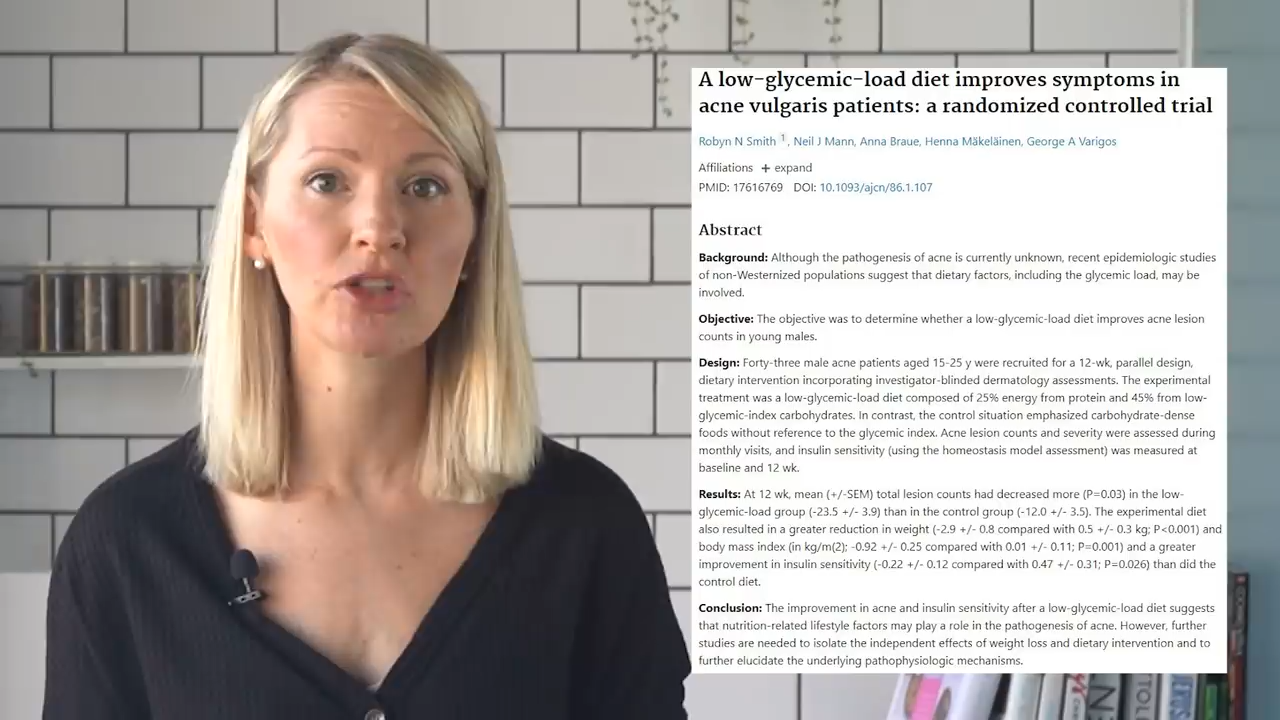 A low-glycemic-load diet improves symptoms in
acne vulgaris patients: a randomized controlled trial
Robyn N Smith 1, Neil J Mann, Anna Braue, Henna Mäkeläinen, George A Varigos
Affiliations + expand
PMID: 17616769 DOI: 10.1093/ajcn/86.1.107
Abstract
Background: Although the pathogenesis of acne is currently unknown, recent epidemiologic studies
of non-Westernized populations suggest that dietary factors, including the glycemic load, may be
involved.
Objective: The objective was to determine whether a low-glycemic-load diet improves acne lesion
counts in young males.
Design: Forty-three male acne patients aged 15-25 y were recruited for a 12-wk, parallel design,
dietary intervention incorporating investigator-blinded dermatology assessments. The experimental
treatment was a low-glycemic-load diet composed of 25% energy from protein and 45% from low-
glycemic-index carbohydrates. In contrast, the control situation emphasized carbohydrate-dense
foods without reference to the glycemic index. Acne lesion counts and severity were assessed during
monthly visits, and insulin sensitivity (using the homeostasis model assessment) was measured at
baseline and 12 wk.
Results: At 12 wk, mean (+/-SEM) total lesion counts had decreased more (P=0.03) in the low-
glycemic-load group (-23.5 +/- 3.9) than in the control group (-12.0 +/- 3.5). The experimental diet
also resulted in a greater reduction in weight (-2.9 +/- 0.8 compared with 0.5 +/- 0.3 kg; P<0.001) and
body mass index (in kg/m(2); -0.92 +/- 0.25 compared with 0.01 +/- 0.11; P=0.001) and a greater
improvement in insulin sensitivity (-0.22 +/- 0.12 compared with 0.47 +/- 0.31; P=0.026) than did the
control diet.
Conclusion: The improvement in acne and insulin sensitivity after a low-glycemic-load diet suggests
that nutrition-related lifestyle factors may play a role in the pathogenesis of acne. However, further
studies are needed to isolate the independent effects of weight loss and dietary intervention and to
further elucidate the underlying pathophysiologic mechanisms.